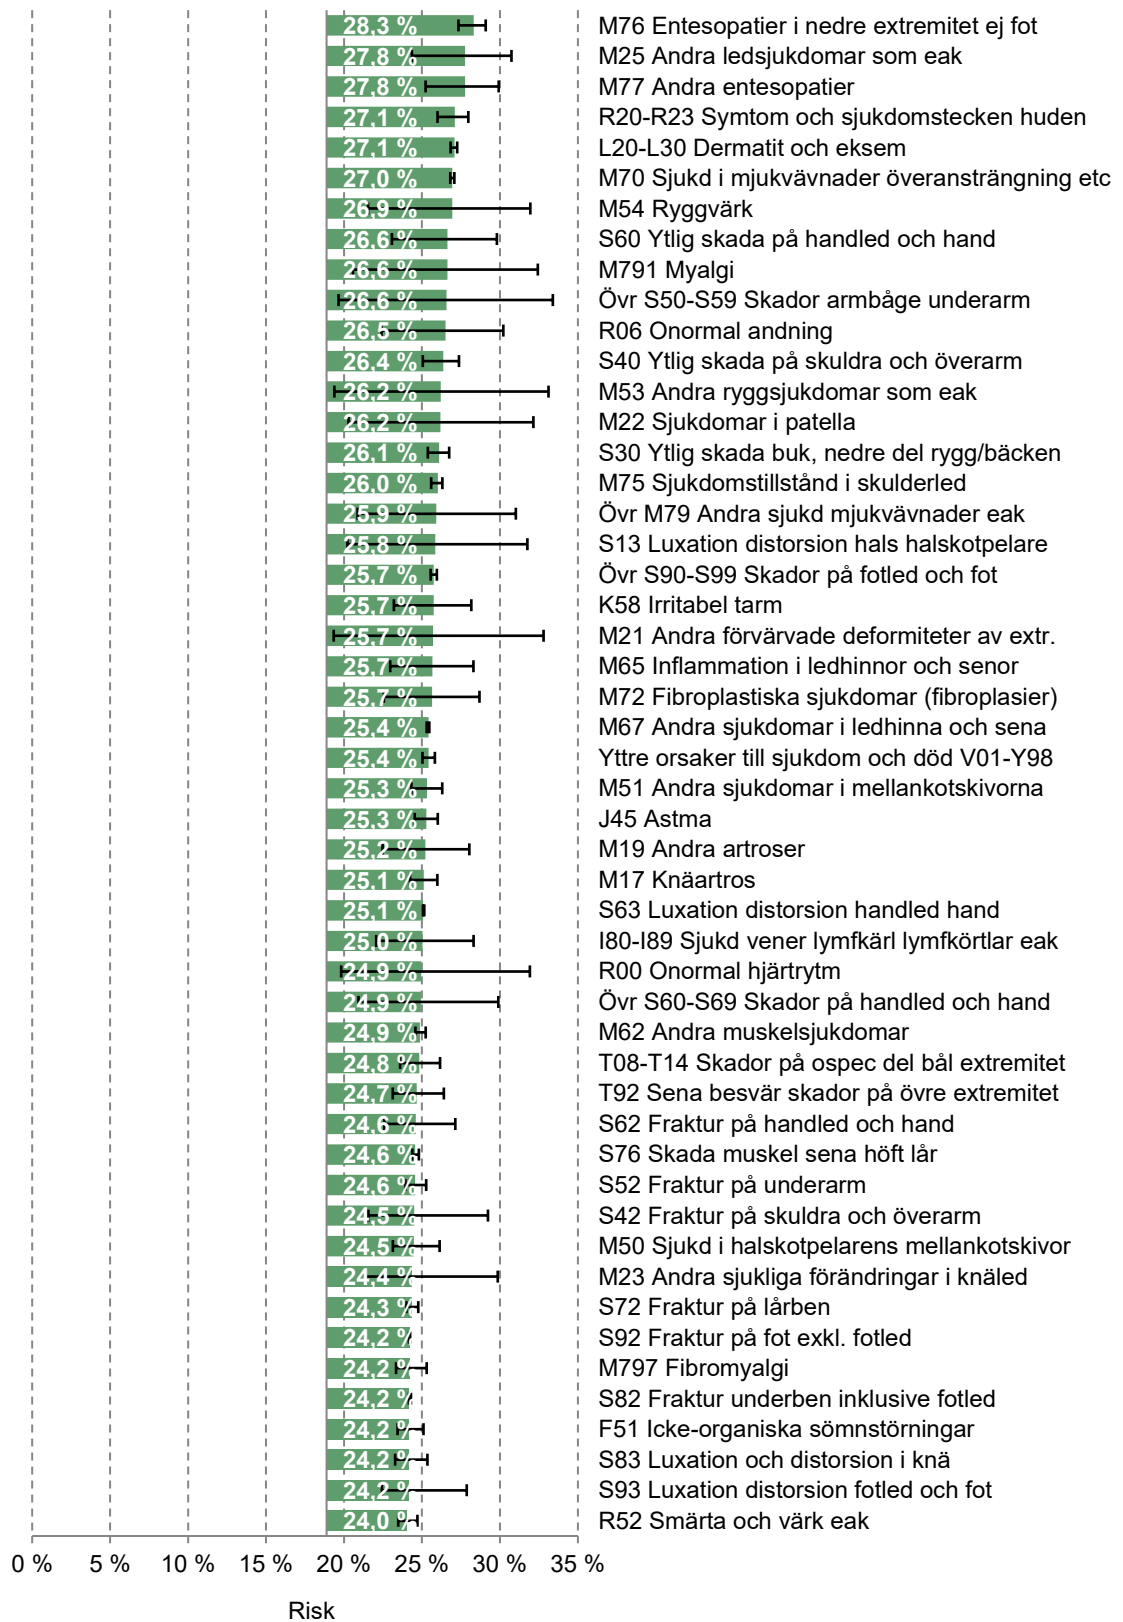 28,3 % M76 Entesopatier i nedre extremitet ej fot
27,8 % M25 Andra ledsjukdomar som eak
27,8 % M77 Andra entesopatier
27,1 % R20-R23 Symtom och sjukdomstecken huden
27,1 % L20-L30 Dermatit och eksem
27,0 % M70 Sjukd i mjukvävnader överansträngning etc
26,9 % M54 Ryggvärk
26,6 % S60 Ytlig skada på handled och hand
26,6 % M791 Myalgi
26,6 % Övr S50-S59 Skador armbåge underarm
26,5 % R06 Onormal andning
26,4 % S40 Ytlig skada på skuldra och överarm
26,2 % M53 Andra ryggsjukdomar som eak
26,2 % M22 Sjukdomar i patella
26,1 % S30 Ytlig skada buk, nedre del rygg/bäcken
26,0 % M75 Sjukdomstillstånd i skulderled
25,9 % Övr M79 Andra sjukd mjukvävnader eak
25,8 % S13 Luxation distorsion hals halskotpelare
25,7 % Övr S90-S99 Skador på fotled och fot
25,7 % K58 Irritabel tarm
25,7 % M21 Andra förvärvade deformiteter av extr.
25,7 % M65 Inflammation i ledhinnor och senor
25,7 % M72 Fibroplastiska sjukdomar (fibroplasier)
25,4 % M67 Andra sjukdomar i ledhinna och sena
25,4 % Yttre orsaker till sjukdom och död V01-Y98
25,3 % M51 Andra sjukdomar i mellankotskivorna
25,3 % J45 Astma
25,2 % M19 Andra artroser
25,1 % M17 Knäartros
25,1 % S63 Luxation distorsion handled hand
25,0 % I80-I89 Sjukd vener lymfkärl lymfkörtlar eak
24,9 % R00 Onormal hjärtrytm
24,9 % Övr S60-S69 Skador på handled och hand
24,9 % M62 Andra muskelsjukdomar
24,8 % T08-T14 Skador på ospec del bål extremitet
24,7 % T92 Sena besvär skador på övre extremitet
24,6 % S62 Fraktur på handled och hand
24,6 % S76 Skada muskel sena höft lår
24,6 % S52 Fraktur på underarm
24,5 % S42 Fraktur på skuldra och överarm
24,5 % M50 Sjukd i halskotpelarens mellankotskivor
24,4 % M23 Andra sjukliga förändringar i knäled
24,3 % S72 Fraktur på lårben
24,2 % S92 Fraktur på fot exkl. fotled
24,2 % M797 Fibromyalgi
24,2 % S82 Fraktur underben inklusive fotled
24,2 % F51 Icke-organiska sömnstörningar
24,2 % S83 Luxation och distorsion i knä
24,2 % S93 Luxation distorsion fotled och fot
24,0 % R52 Smärta och värk eak
0 % 5 % 10 % 15 % 20 % 25 % 30 % 35 %
Risk